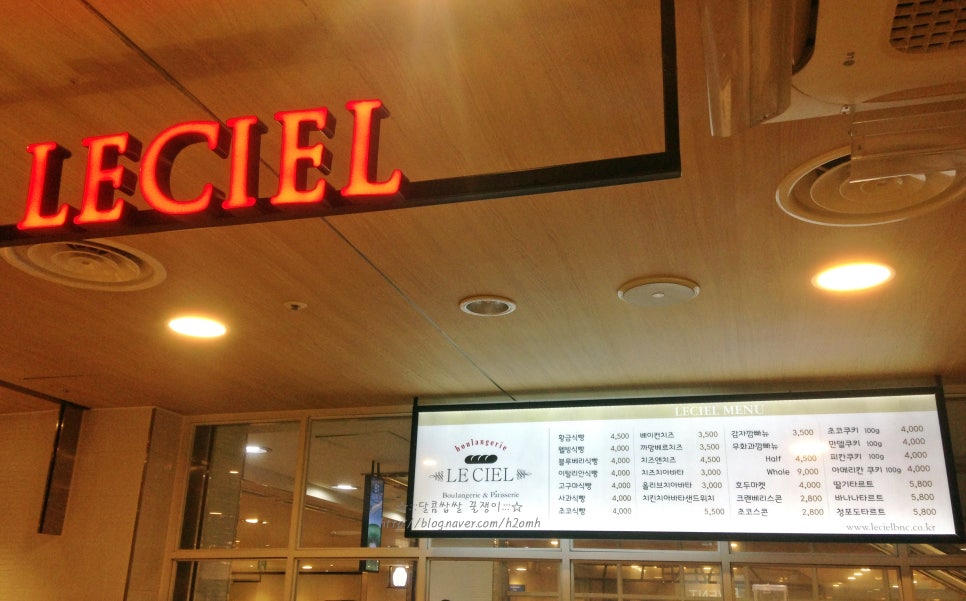 LECIEL
LECIEL MENU
boulangerie
LE CIEL
Boulangerie & Pâtisserie
황금식빵 4,500
웰빙식빵 4,000
블루베리식빵 4,000
이탈리안식빵 4,000
고구마식빵 4,000
사과식빵 4,000
초코식빵 4,000
베이컨치즈 3,500
까망베르치즈 3,500
치즈엔치즈 4,500
치즈치아바타 3,000
올리브치아바타 3,000
치킨치아바타샌드위치
5,500
감자깜빠뉴 3,500
무화과깜빠뉴
Half 4,500
Whole 9,000
호두마켓 4,000
크랜베리스콘 2,800
초코스콘 2,800
초코쿠키 100g 4,000
만델쿠키 100g 4,000
피칸쿠키 100g 4,000
아메리칸 쿠키 100g 4,000
딸기타르트 5,800
바나나타르트 5,800
청포도타르트 5,800
www.lecielbnc.co.kr
달콤쌉쌀 꿀쟁이...☆
http://blog.naver.com/h2omh